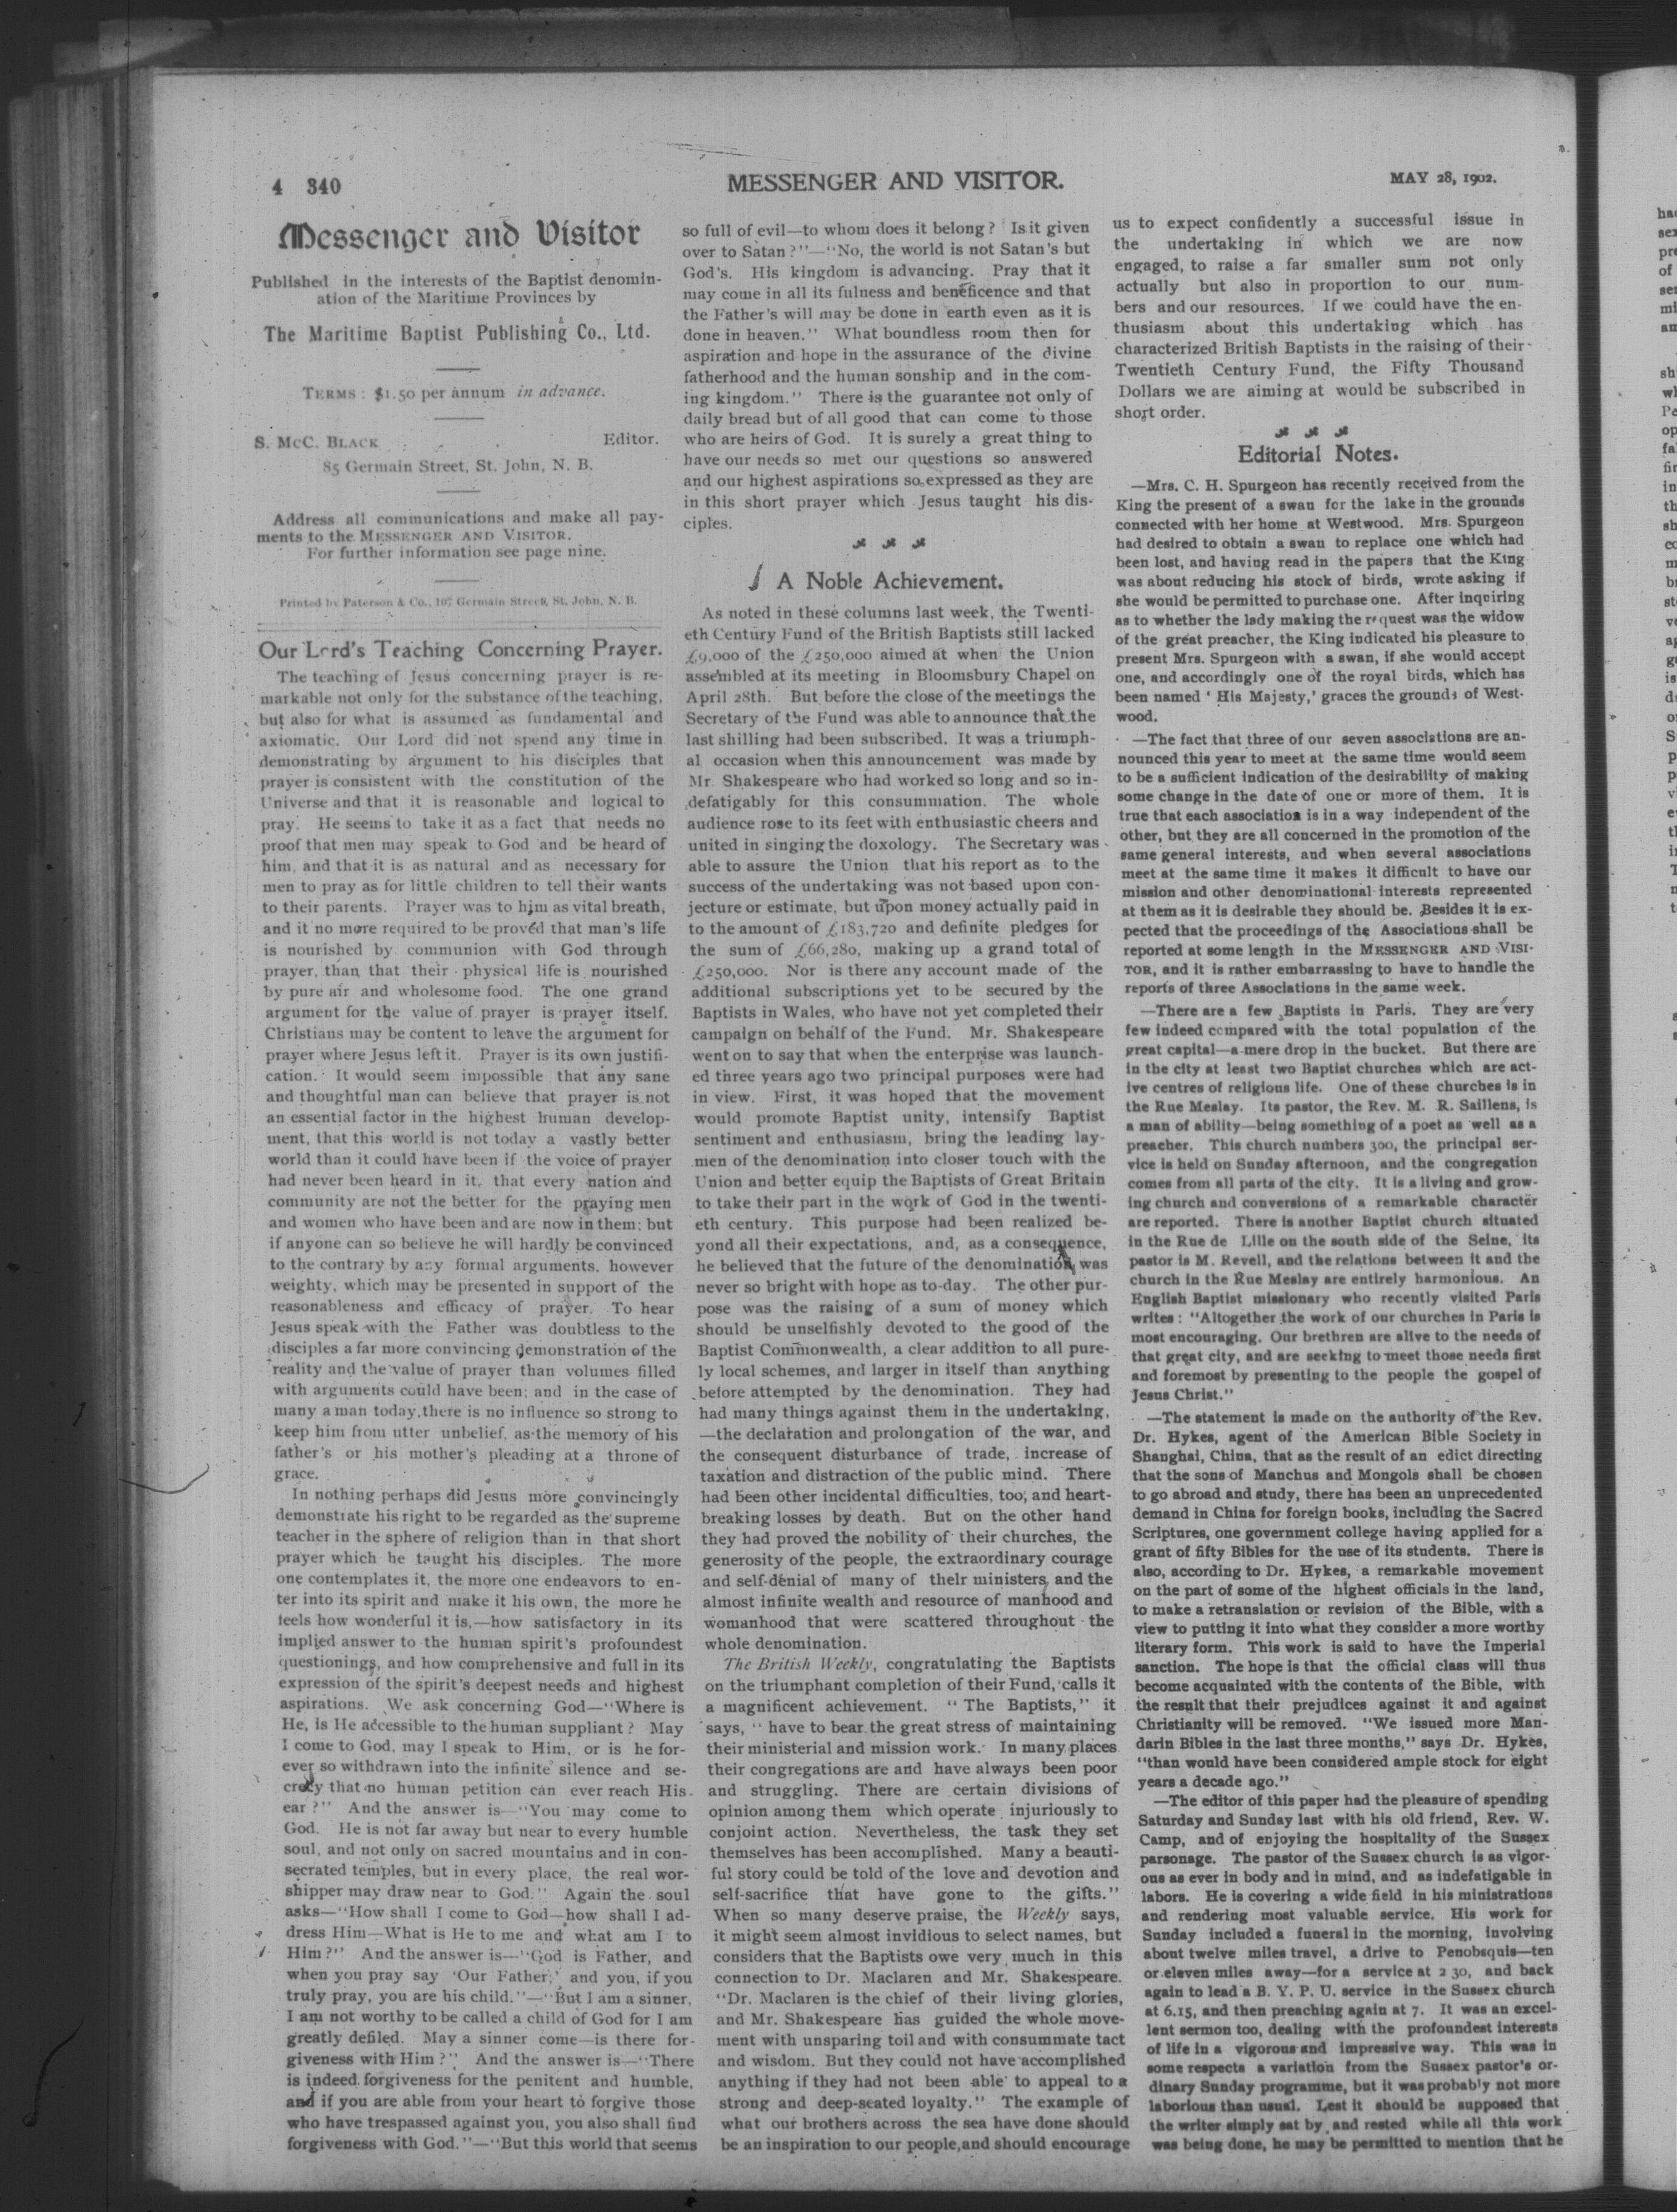 4 340
MESSENGER AND VISITOR.
MAY 28, 1902.
Messenger and Visitor
Published in the interests of the Baptist denomin-
ation of the Maritime Provinces by
The Maritime Baptist Publishing Co., Ltd.
TERMS: $1.50 per annum in advance.
S. MCC. BLACK Editor.
85 Germain Street, St. John, N. B.
Address all communications and make all pay-
ments to the MESSENGER AND VISITOR.
For further information see page nine.
Printed by Paterson & Co., 107 Germain Street, St. John, N. B.
Our Lord's Teaching Concerning Prayer.
The teaching of Jesus concerning prayer is re-
markable not only for the substance of the teaching,
but also for what is assumed as fundamental and
axiomatic. Our Lord did not spend any time in
demonstrating by argument to his disciples that
prayer is consistent with the constitution of the
Universe and that it is reasonable and logical to
pray. He seems to take it as a fact that needs no
proof that men may speak to God and be heard of
him, and that it is as natural and as necessary for
men to pray as for little children to tell their wants
to their parents. Prayer was to him as vital breath,
and it no more required to be proved that man's life
is nourished by communion with God through
prayer, than that their physical life is nourished
by pure air and wholesome food. The one grand
argument for the value of prayer is prayer itself.
Christians may be content to leave the argument for
prayer where Jesus left it. Prayer is its own justifi-
cation. It would seem impossible that any sane
and thoughtful man can believe that prayer is not
an essential factor in the highest human develop-
ment, that this world is not today a vastly better
world than it could have been if the voice of prayer
had never been heard in it, that every nation and
community are not the better for the praying men
and women who have been and are now in them; but
if anyone can so believe he will hardly be convinced
to the contrary by any formal arguments, however
weighty, which may be presented in support of the
reasonableness and efficacy of prayer. To hear
Jesus speak with the Father was doubtless to the
disciples a far more convincing demonstration of the
reality and the value of prayer than volumes filled
with arguments could have been; and in the case of
many a man today, there is no influence so strong to
keep him from utter unbelief, as the memory of his
father's or his mother's pleading at a throne of
grace.
In nothing perhaps did Jesus more convincingly
demonstrate his right to be regarded as the supreme
teacher in the sphere of religion than in that short
prayer which he taught his disciples. The more
one contemplates it, the more one endeavors to en-
ter into its spirit and make it his own, the more he
feels how wonderful it is,—how satisfactory in its
implied answer to the human spirit's profoundest
questionings, and how comprehensive and full in its
expression of the spirit's deepest needs and highest
aspirations. We ask concerning God—"Where is
He, is He accessible to the human suppliant? May
I come to God, may I speak to Him, or is he for-
ever so withdrawn into the infinite silence and se-
crecy that no human petition can ever reach His
ear?" And the answer is—"You may come to
God. He is not far away but near to every humble
soul, and not only on sacred mountains and in con-
secrated temples, but in every place, the real wor-
shipper may draw near to God." Again the soul
asks—"How shall I come to God—how shall I ad-
dress Him—What is He to me and what am I to
Him?" And the answer is—"God is Father, and
when you pray say 'Our Father,' and you, if you
truly pray, you are his child."—"But I am a sinner,
I am not worthy to be called a child of God for I am
greatly defiled. May a sinner come—is there for-
giveness with Him?" And the answer is—"There
is indeed forgiveness for the penitent and humble,
and if you are able from your heart to forgive those
who have trespassed against you, you also shall find
forgiveness with God."—"But this world that seems
so full of evil—to whom does it belong? Is it given
over to Satan?"—"No, the world is not Satan's but
God's. His kingdom is advancing. Pray that it
may come in all its fulness and beneficence and that
the Father's will may be done in earth even as it is
done in heaven." What boundless room then for
aspiration and hope in the assurance of the divine
fatherhood and the human sonship and in the com-
ing kingdom." There is the guarantee not only of
daily bread but of all good that can come to those
who are heirs of God. It is surely a great thing to
have our needs so met our questions so answered
and our highest aspirations so expressed as they are
in this short prayer which Jesus taught his dis-
ciples.
A Noble Achievement.
As noted in these columns last week, the Twenti-
eth Century Fund of the British Baptists still lacked
£9,000 of the £250,000 aimed at when the Union
assembled at its meeting in Bloomsbury Chapel on
April 28th. But before the close of the meetings the
Secretary of the Fund was able to announce that the
last shilling had been subscribed. It was a triumph-
al occasion when this announcement was made by
Mr. Shakespeare who had worked so long and so in-
defatigably for this consummation. The whole
audience rose to its feet with enthusiastic cheers and
united in singing the doxology. The Secretary was
able to assure the Union that his report as to the
success of the undertaking was not based upon con-
jecture or estimate, but upon money actually paid in
to the amount of £183,720 and definite pledges for
the sum of £66,280, making up a grand total of
£250,000. Nor is there any account made of the
additional subscriptions yet to be secured by the
Baptists in Wales, who have not yet completed their
campaign on behalf of the Fund. Mr. Shakespeare
went on to say that when the enterprise was launch-
ed three years ago two principal purposes were had
in view. First, it was hoped that the movement
would promote Baptist unity, intensify Baptist
sentiment and enthusiasm, bring the leading lay-
men of the denomination into closer touch with the
Union and better equip the Baptists of Great Britain
to take their part in the work of God in the twenti-
eth century. This purpose had been realized be-
yond all their expectations, and, as a consequence,
he believed that the future of the denomination was
never so bright with hope as to-day. The other pur-
pose was the raising of a sum of money which
should be unselfishly devoted to the good of the
Baptist Commonwealth, a clear addition to all pure-
ly local schemes, and larger in itself than anything
before attempted by the denomination. They had
had many things against them in the undertaking,
—the declaration and prolongation of the war, and
the consequent disturbance of trade, increase of
taxation and distraction of the public mind. There
had been other incidental difficulties, too, and heart-
breaking losses by death. But on the other hand
they had proved the nobility of their churches, the
generosity of the people, the extraordinary courage
and self-denial of many of their ministers, and the
almost infinite wealth and resource of manhood and
womanhood that were scattered throughout the
whole denomination.
The British Weekly, congratulating the Baptists
on the triumphant completion of their Fund, calls it
a magnificent achievement. "The Baptists," it
says, "have to bear the great stress of maintaining
their ministerial and mission work. In many places
their congregations are and have always been poor
and struggling. There are certain divisions of
opinion among them which operate injuriously to
conjoint action. Nevertheless, the task they set
themselves has been accomplished. Many a beauti-
ful story could be told of the love and devotion and
self-sacrifice that have gone to the gifts."
When so many deserve praise, the Weekly says,
it might seem almost invidious to select names, but
considers that the Baptists owe very much in this
connection to Dr. Maclaren and Mr. Shakespeare.
"Dr. Maclaren is the chief of their living glories,
and Mr. Shakespeare has guided the whole move-
ment with unsparing toil and with consummate tact
and wisdom. But they could not have accomplished
anything if they had not been able to appeal to a
strong and deep-seated loyalty." The example of
what our brothers across the sea have done should
be an inspiration to our people, and should encourage
us to expect confidently a successful issue in
the undertaking in which we are now
engaged, to raise a far smaller sum not only
actually but also in proportion to our num-
bers and our resources. If we could have the en-
thusiasm about this undertaking which has
characterized British Baptists in the raising of their
Twentieth Century Fund, the Fifty Thousand
Dollars we are aiming at would be subscribed in
short order.
Editorial Notes.
—Mrs. C. H. Spurgeon has recently received from the
King the present of a swan for the lake in the grounds
connected with her home at Westwood. Mrs. Spurgeon
had desired to obtain a swan to replace one which had
been lost, and having read in the papers that the King
was about reducing his stock of birds, wrote asking if
she would be permitted to purchase one. After inquiring
as to whether the lady making the request was the widow
of the great preacher, the King indicated his pleasure to
present Mrs. Spurgeon with a swan, if she would accept
one, and accordingly one of the royal birds, which has
been named 'His Majesty,' graces the grounds of West-
wood.
—The fact that three of our seven associations are an-
nounced this year to meet at the same time would seem
to be a sufficient indication of the desirability of making
some change in the date of one or more of them. It is
true that each association is in a way independent of the
other, but they are all concerned in the promotion of the
same general interests, and when several associations
meet at the same time it makes it difficult to have our
mission and other denominational interests represented
at them as it is desirable they should be. Besides it is ex-
pected that the proceedings of the Associations shall be
reported at some length in the MESSENGER AND VISI-
TOR, and it is rather embarrassing to have to handle the
reports of three Associations in the same week.
—There are a few Baptists in Paris. They are very
few indeed compared with the total population of the
great capital—a mere drop in the bucket. But there are
in the city at least two Baptist churches which are act-
ive centres of religious life. One of these churches is in
the Rue Meslay. Its pastor, the Rev. M. R. Saillens, is
a man of ability—being something of a poet as well as a
preacher. This church numbers 300, the principal ser-
vice is held on Sunday afternoon, and the congregation
comes from all parts of the city. It is a living and grow-
ing church and conversions of a remarkable character
are reported. There is another Baptist church situated
in the Rue de Lille on the south side of the Seine, its
pastor is M. Revell, and the relations between it and the
church in the Rue Meslay are entirely harmonious. An
English Baptist missionary who recently visited Paris
writes: "Altogether the work of our churches in Paris is
most encouraging. Our brethren are alive to the needs of
that great city, and are seeking to meet those needs first
and foremost by presenting to the people the gospel of
Jesus Christ."
—The statement is made on the authority of the Rev.
Dr. Hykes, agent of the American Bible Society in
Shanghai, China, that as the result of an edict directing
that the sons of Manchus and Mongols shall be chosen
to go abroad and study, there has been an unprecedented
demand in China for foreign books, including the Sacred
Scriptures, one government college having applied for a
grant of fifty Bibles for the use of its students. There is
also, according to Dr. Hykes, a remarkable movement
on the part of some of the highest officials in the land,
to make a retranslation or revision of the Bible, with a
view to putting it into what they consider a more worthy
literary form. This work is said to have the Imperial
sanction. The hope is that the official class will thus
become acquainted with the contents of the Bible, with
the result that their prejudices against it and against
Christianity will be removed. "We issued more Man-
darin Bibles in the last three months," says Dr. Hykes,
"than would have been considered ample stock for eight
years a decade ago."
—The editor of this paper had the pleasure of spending
Saturday and Sunday last with his old friend, Rev. W.
Camp, and of enjoying the hospitality of the Sussex
parsonage. The pastor of the Sussex church is as vigor-
ous as ever in body and in mind, and as indefatigable in
labors. He is covering a wide field in his ministrations
and rendering most valuable service. His work for
Sunday included a funeral in the morning, involving
about twelve miles travel, a drive to Penobsquis—ten
or eleven miles away—for a service at 2 30, and back
again to lead a B. Y. P. U. service in the Sussex church
at 6.15, and then preaching again at 7. It was an excel-
lent sermon too, dealing with the profoundest interests
of life in a vigorous and impressive way. This was in
some respects a variation from the Sussex pastor's or-
dinary Sunday programme, but it was probably not more
laborious than usual. Lest it should be supposed that
the writer simply sat by and rested while all this work
was being done, he may be permitted to mention that he